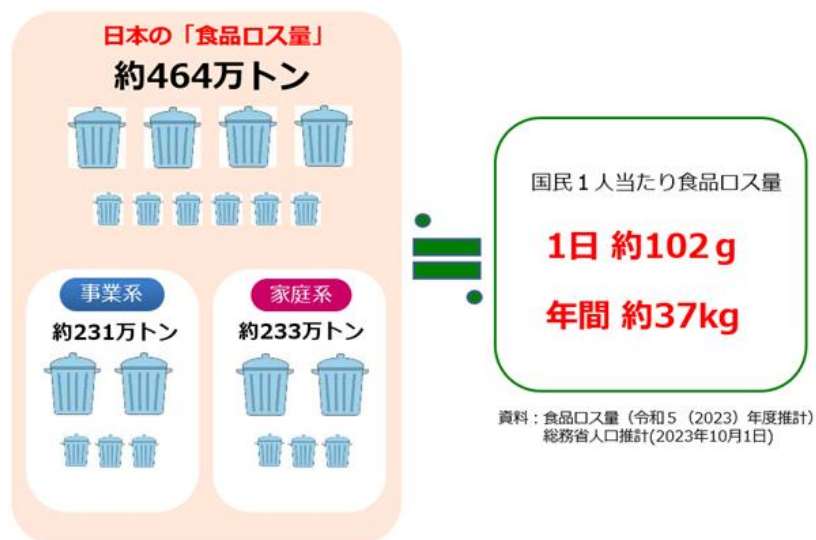 日本の「食品ロス量」
約464万トン
事業系
約231万トン
家庭系
約233万トン
国民１人当たり食品ロス量
1日 約102ｇ
年間 約37kg
資料：食品ロス量（令和５（2023）年度推計）
総務省人口推計(2023年10月1日)